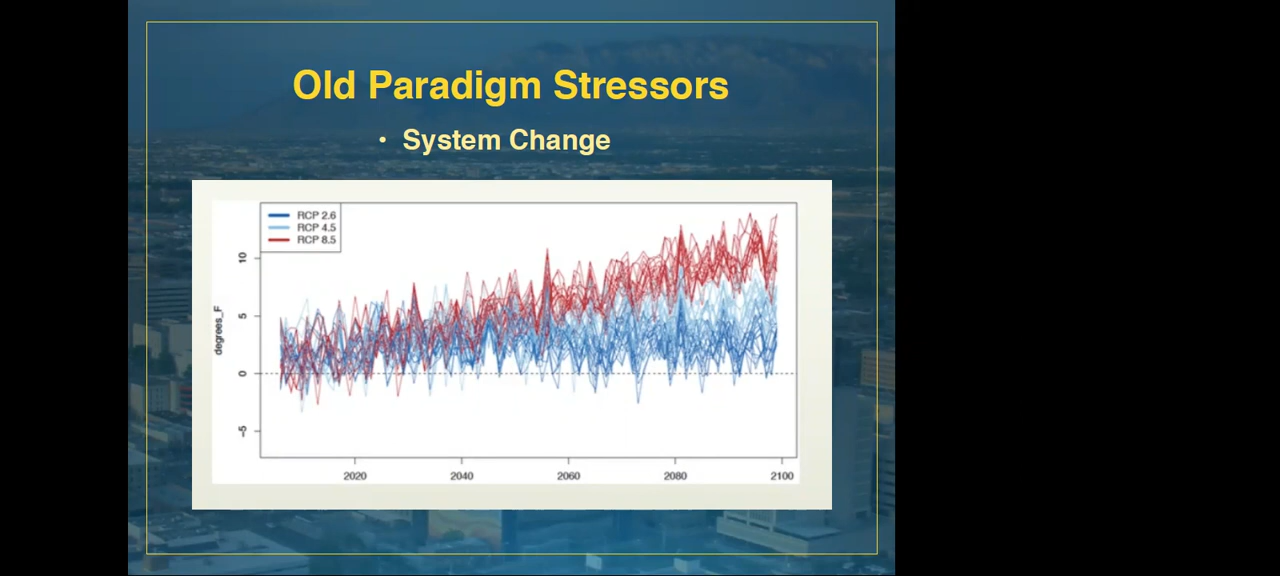 Old Paradigm Stressors
• System Change
RCP 2.6
RCP 4.5
RCP 8.5
degrees_F
10
5
0
-5
2020
2040
2060
2080
2100